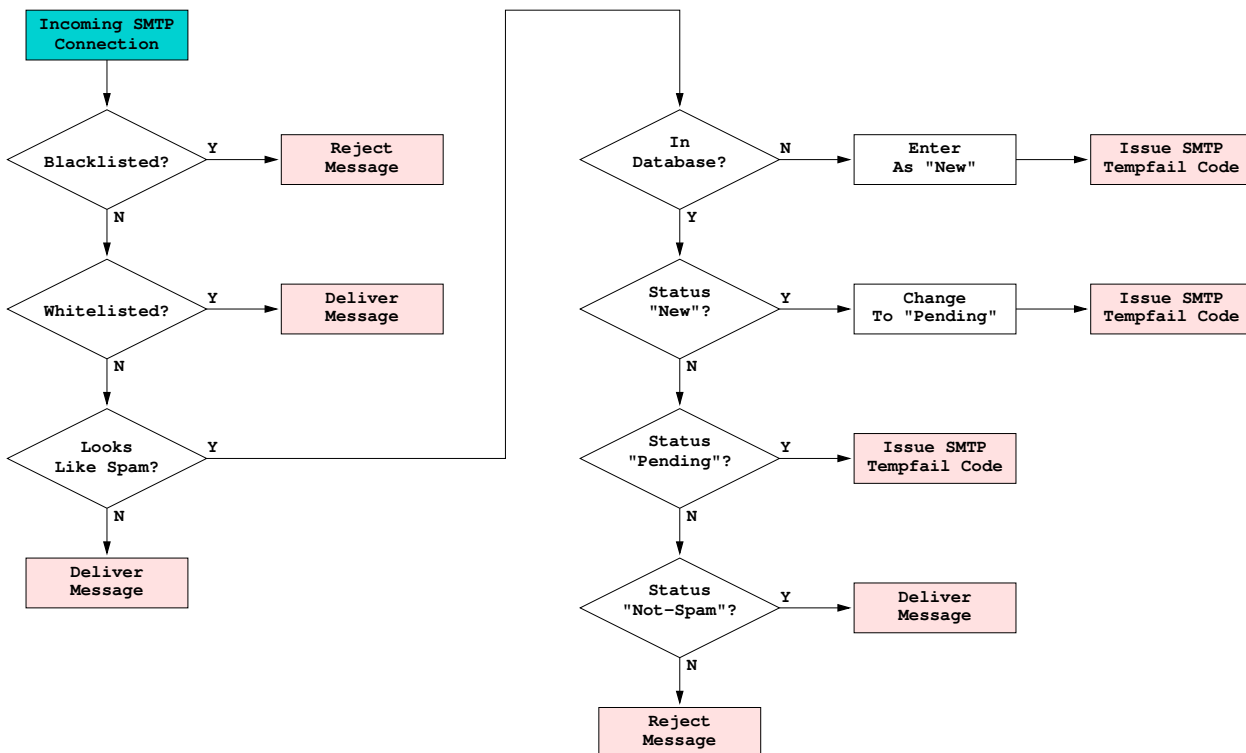 Incoming SMTP
Connection
Blacklisted?
Y
Reject
Message
N
Whitelisted?
Y
Deliver
Message
N
Looks
Like Spam?
Y
N
Deliver
Message
In
Database?
N
Enter
As "New"
Issue SMTP
Tempfail Code
Y
Status
"New"?
Y
Change
To "Pending"
Issue SMTP
Tempfail Code
N
Status
"Pending"?
Y
Issue SMTP
Tempfail Code
N
Status
"Not-Spam"?
Y
Deliver
Message
N
Reject
Message